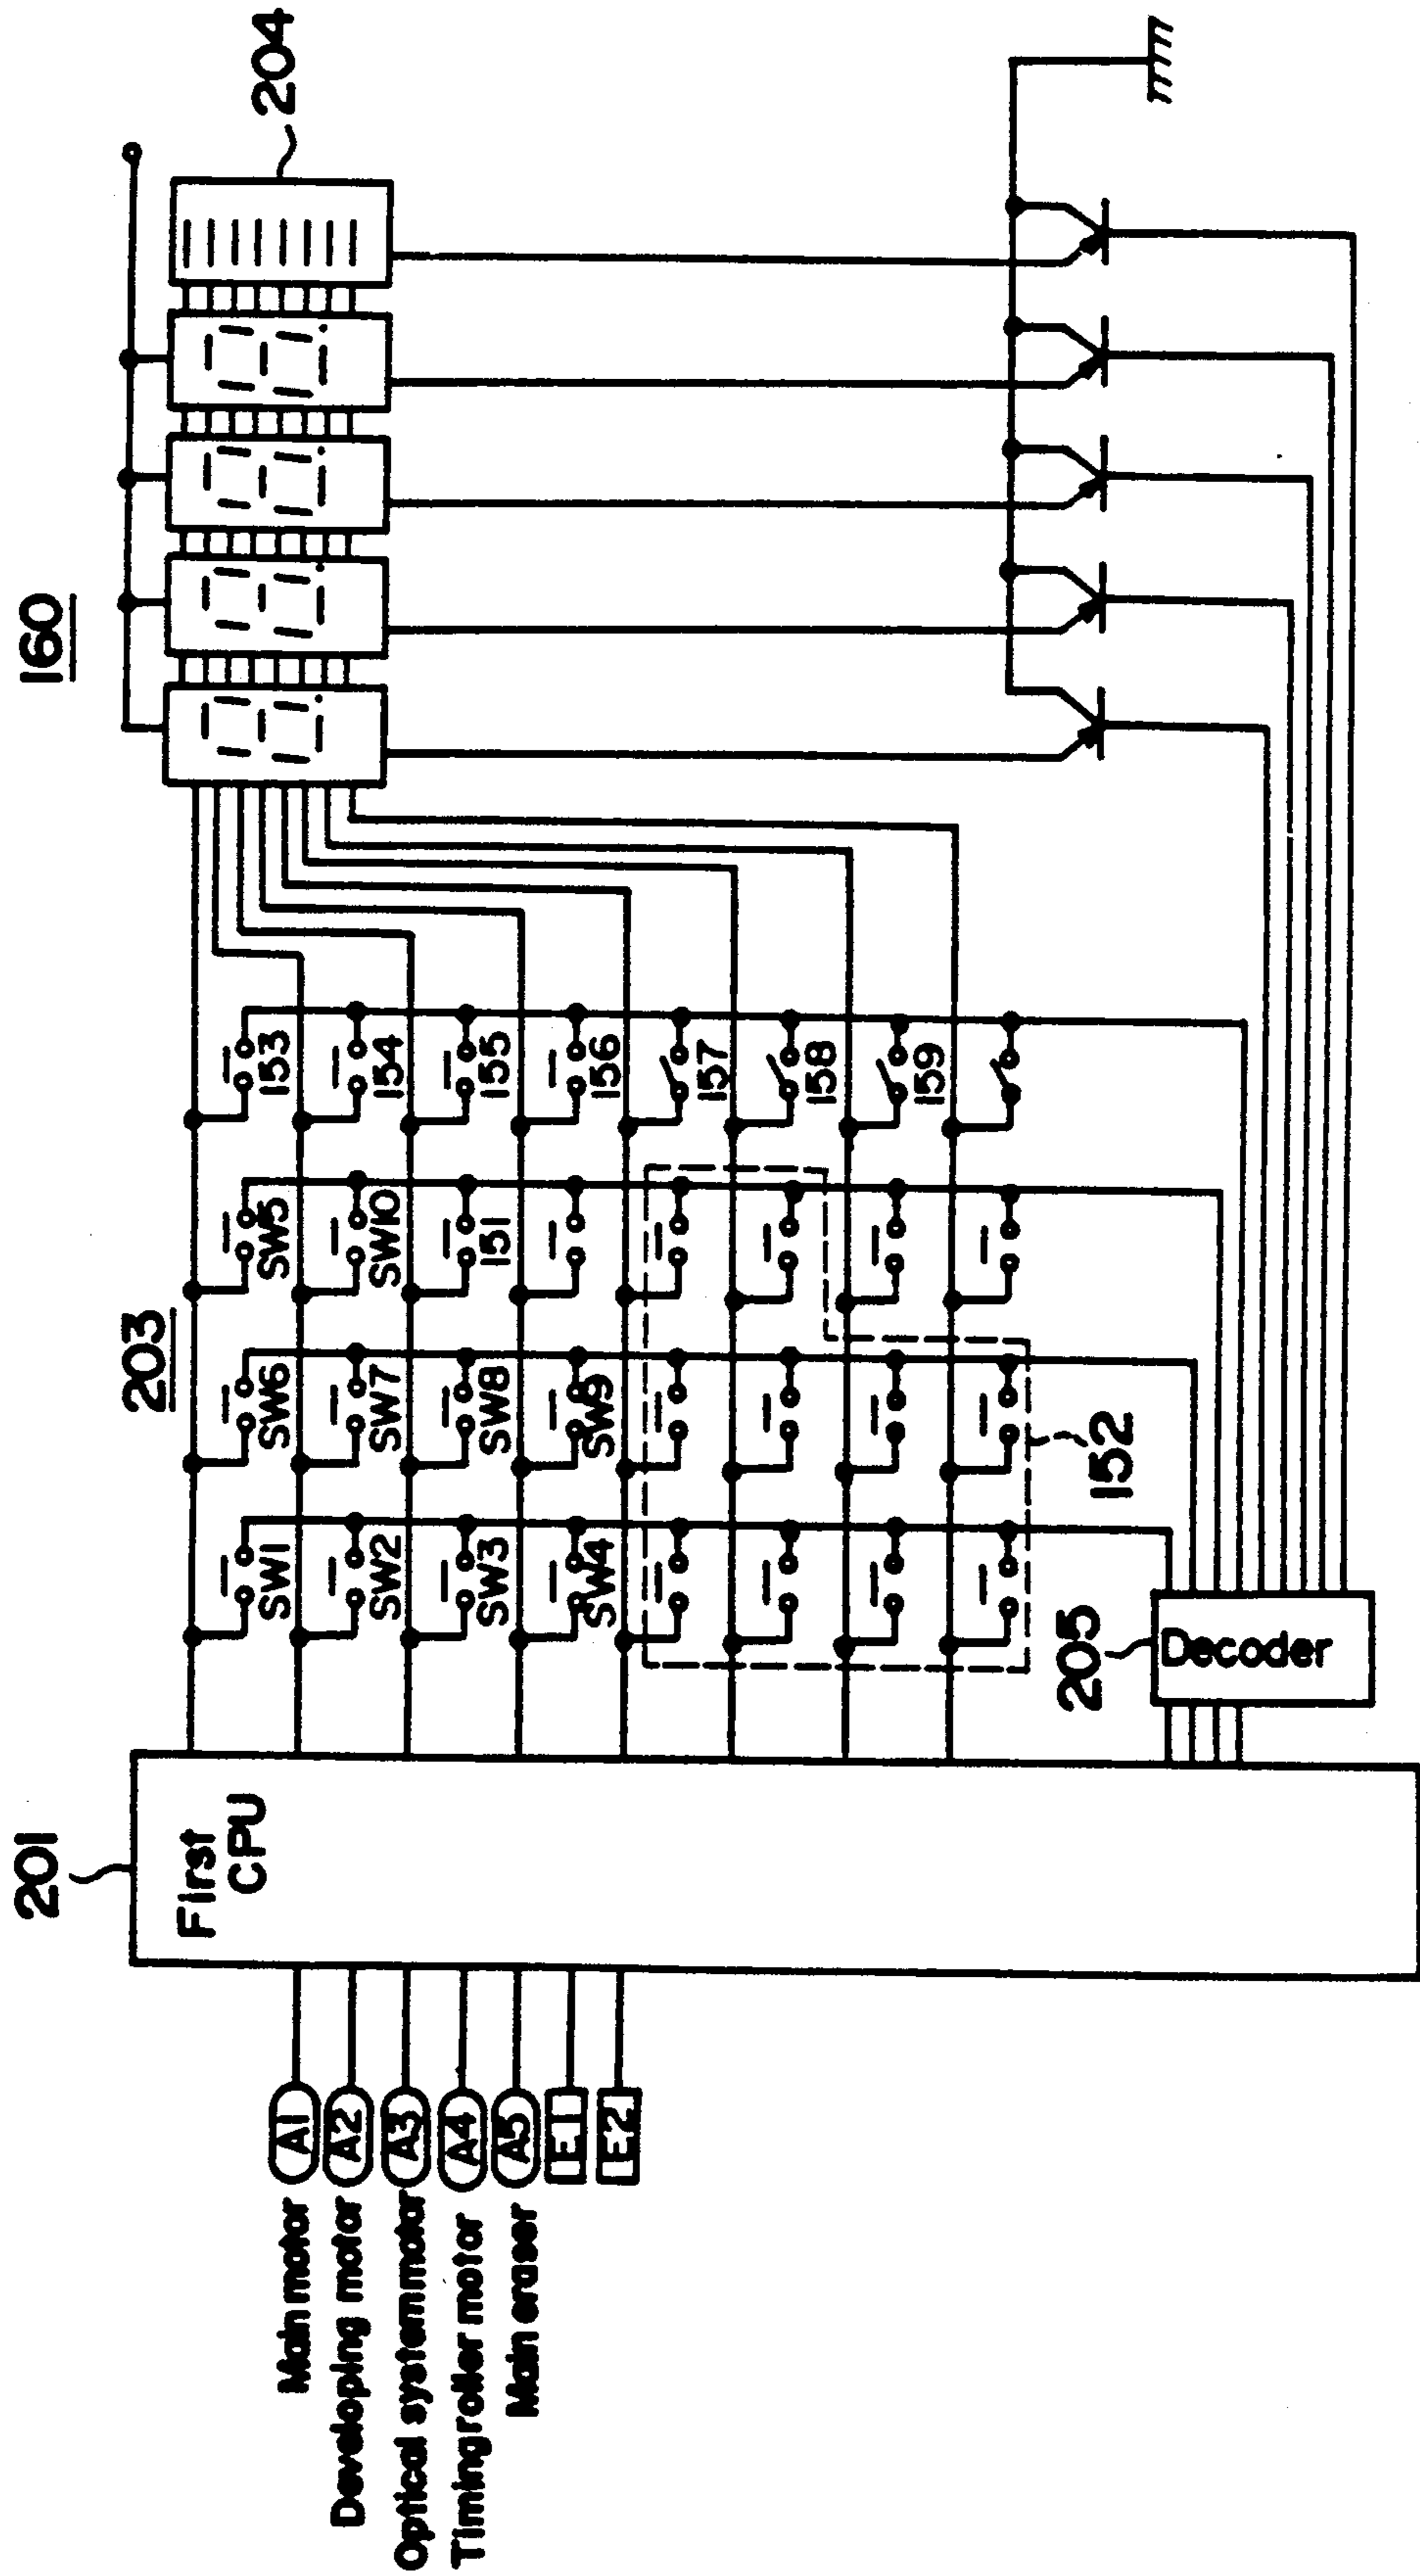 160
204
203
153
154
155
156
157
158
159
SW5
SW10
151
SW6
SW7
SW8
SW9
SW1
SW2
SW3
SW4
152
205
Decoder
201
First
CPU
A1
A2
A3
A4
A5
E1
E2
Main motor
Developing motor
Optical system motor
Timing roller motor
Main eraser